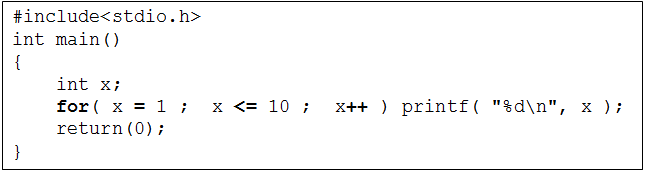 #include<stdio.h>
int main()
{
    int x;
    for( x = 1 ;  x <= 10 ;  x++ ) printf( "%d\n", x );
    return(0);
}